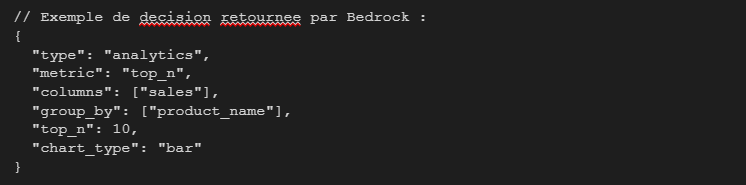 // Exemple de decision retournee par Bedrock :
{
  "type": "analytics",
  "metric": "top_n",
  "columns": ["sales"],
  "group_by": ["product_name"],
  "top_n": 10,
  "chart_type": "bar"
}